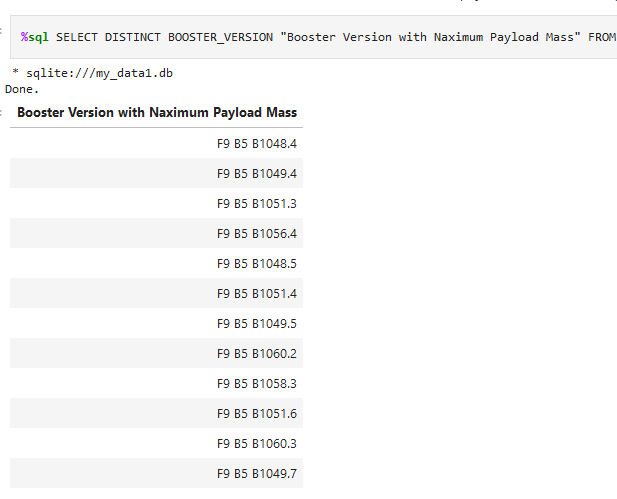 %sql SELECT DISTINCT BOOSTER_VERSION "Booster Version with Naximum Payload Mass" FROM
* sqlite:///my_data1.db
Done.
Booster Version with Naximum Payload Mass
F9 B5 B1048.4
F9 B5 B1049.4
F9 B5 B1051.3
F9 B5 B1056.4
F9 B5 B1048.5
F9 B5 B1051.4
F9 B5 B1049.5
F9 B5 B1060.2
F9 B5 B1058.3
F9 B5 B1051.6
F9 B5 B1060.3
F9 B5 B1049.7